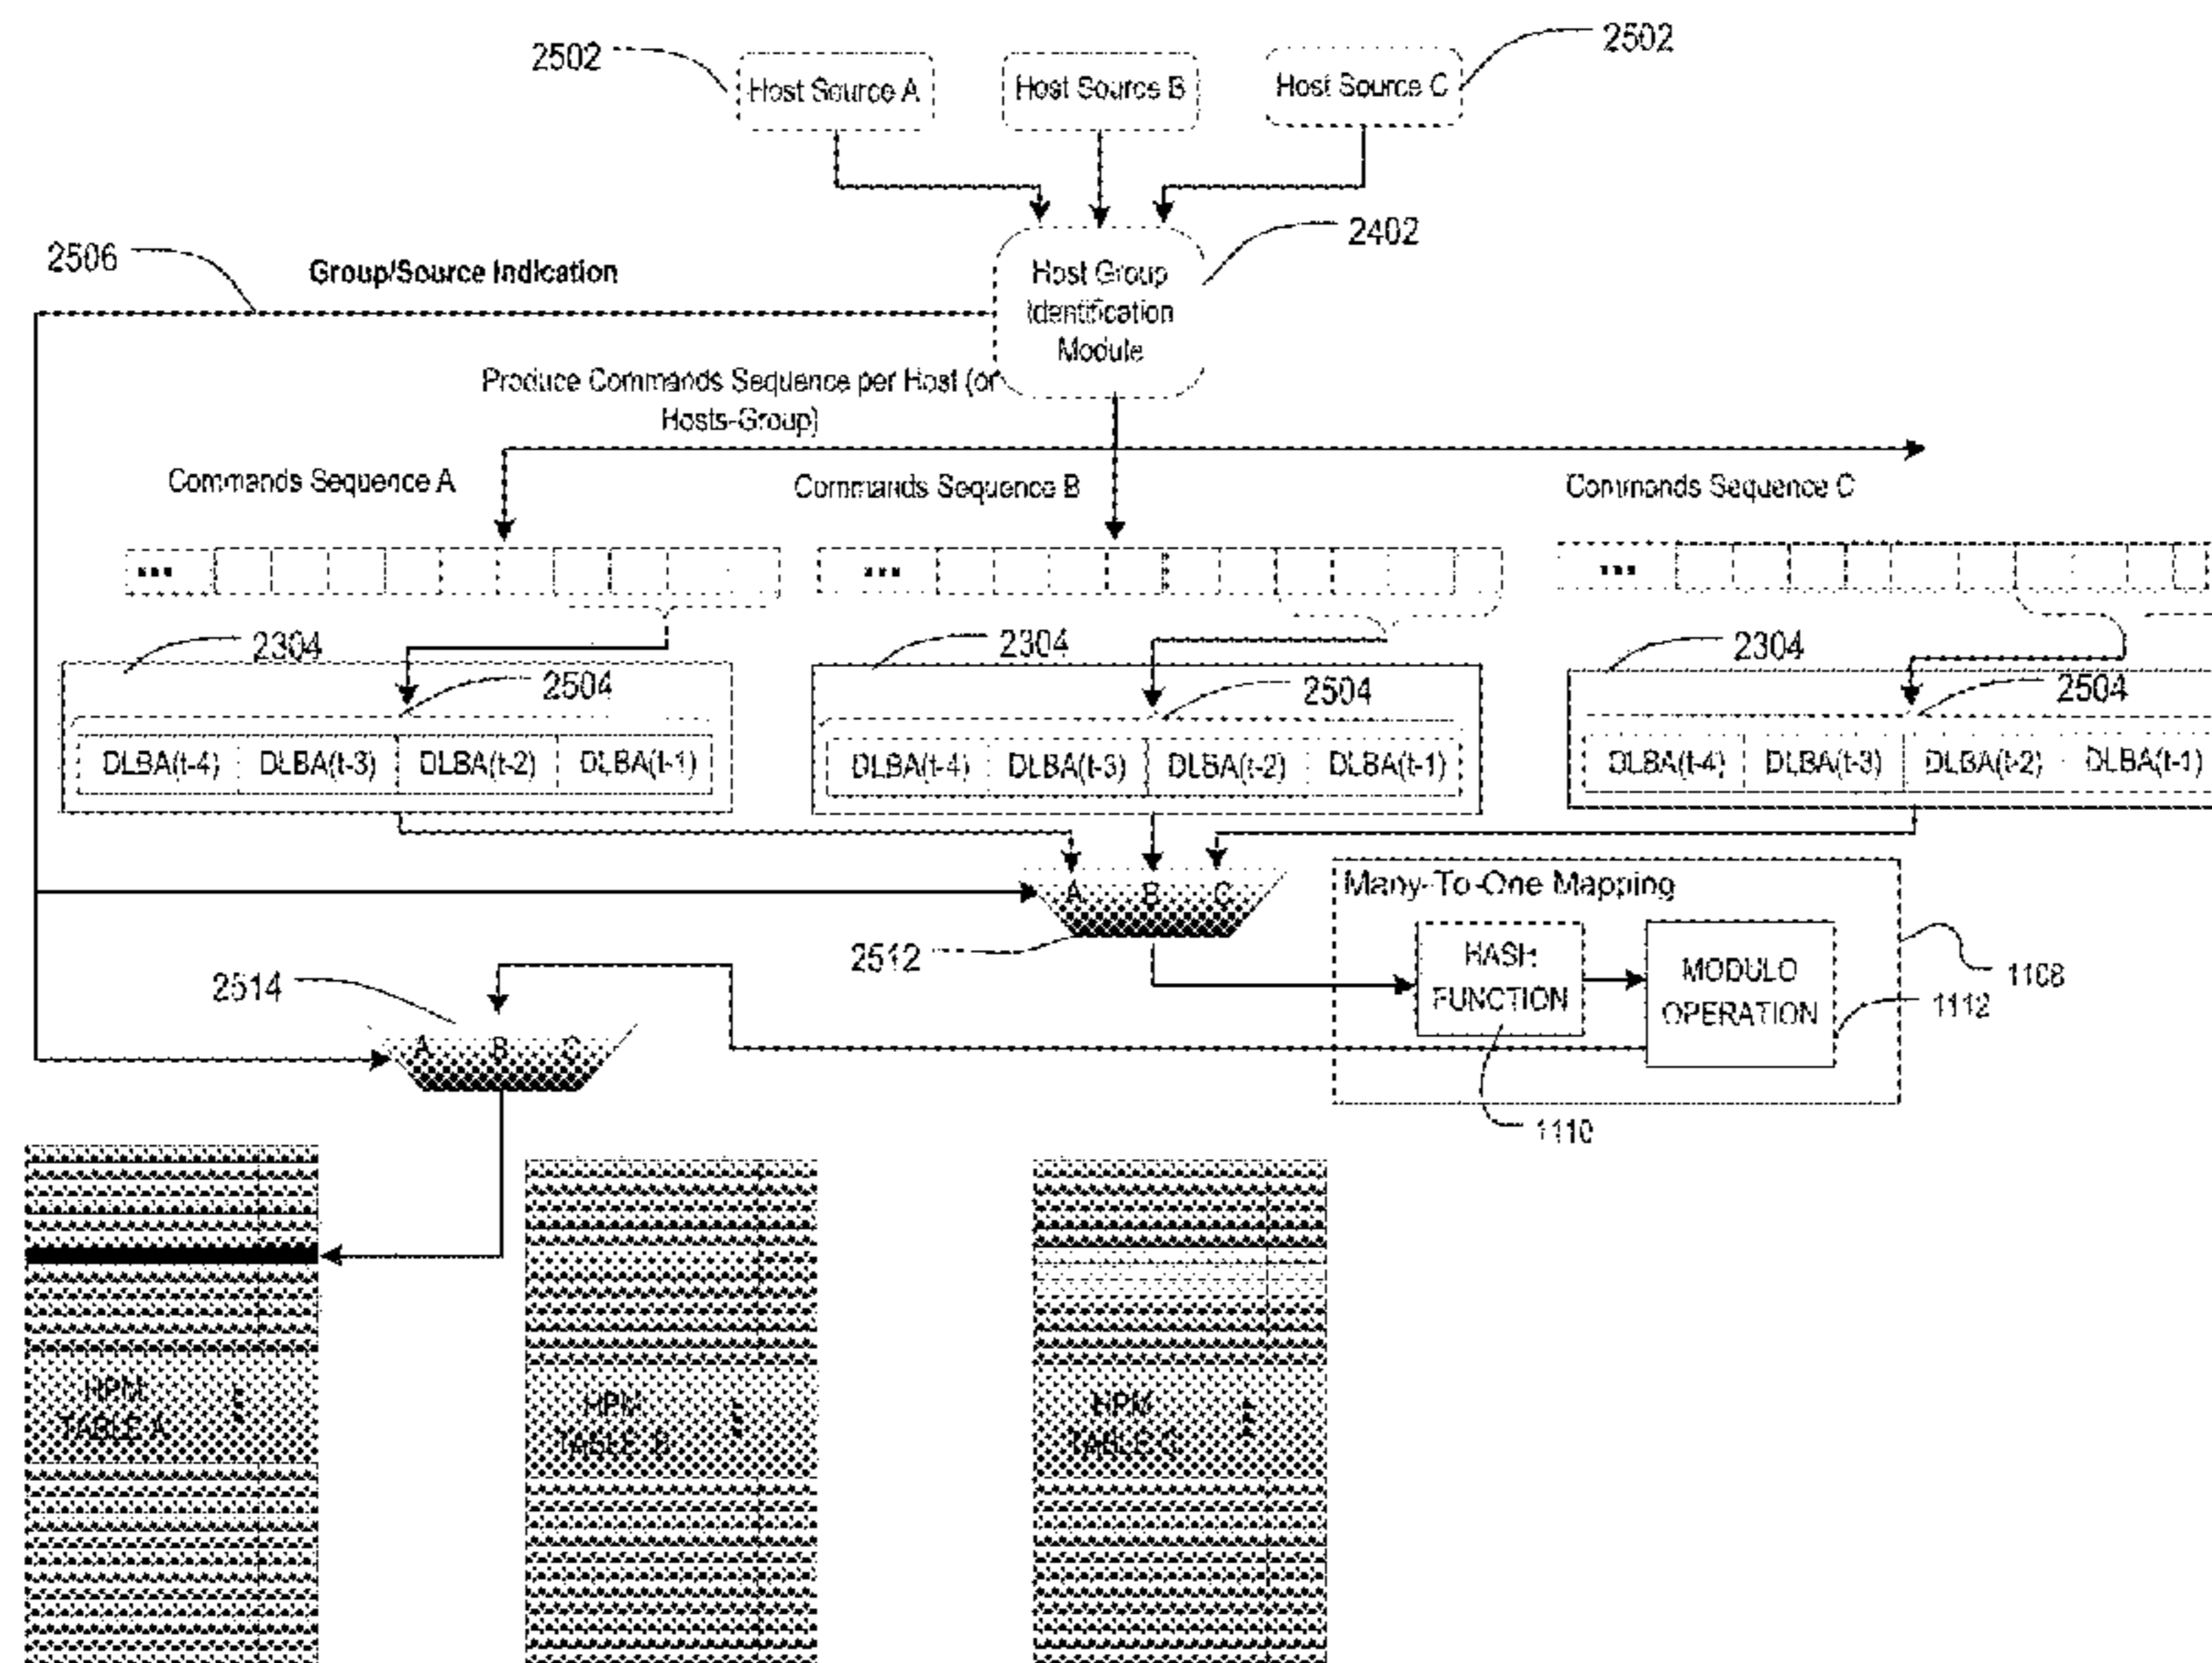 2502
2502
Host Source A
Host Source B
Host Source C
2402
2506
Group/Source Indication
Host Group
Identification
Module
Produce Commands Sequence per Host (or
Hosts-Group)
Commands Sequence A
Commands Sequence B
Commands Sequence C
...
...
...
2304
2304
2304
2504
2504
2504
DLBA(t-4) DLBA(t-3) DLBA(t-2) DLBA(t-1)
DLBA(t-4) DLBA(t-3) DLBA(t-2) DLBA(t-1)
DLBA(t-4) DLBA(t-3) DLBA(t-2) DLBA(t-1)
A B C
Many-To-One Mapping
2512
HASH
FUNCTION
MODULO
OPERATION
1108
1112
2514
A B C
1110
HPM
TABLE A
HPM
TABLE B
HPM
TABLE C